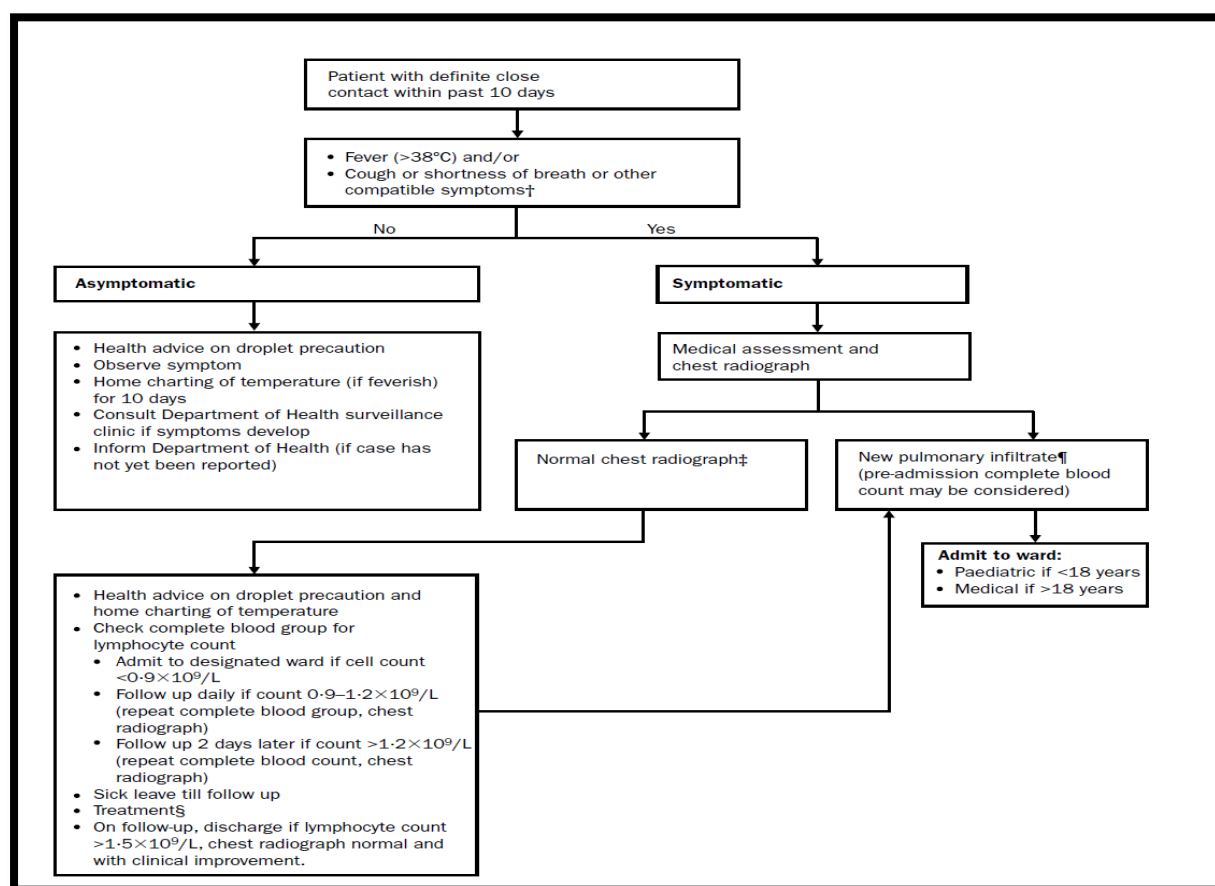 Patient with definite close
contact within past 10 days
• Fever (>38°C) and/or
• Cough or shortness of breath or other
compatible symptoms†
No
Yes
Asymptomatic
Symptomatic
• Health advice on droplet precaution
• Observe symptom
• Home charting of temperature (if feverish)
for 10 days
• Consult Department of Health surveillance
clinic if symptoms develop
• Inform Department of Health (if case has
not yet been reported)
Medical assessment and
chest radiograph
Normal chest radiograph‡
New pulmonary infiltrate¶
(pre-admission complete blood
count may be considered)
Admit to ward:
• Paediatric if <18 years
• Medical if >18 years
• Health advice on droplet precaution and
home charting of temperature
• Check complete blood group for
lymphocyte count
• Admit to designated ward if cell count
<0·9×10⁹/L
• Follow up daily if count 0·9–1·2×10⁹/L
(repeat complete blood group, chest
radiograph)
• Follow up 2 days later if count >1·2×10⁹/L
(repeat complete blood count, chest
radiograph)
• Sick leave till follow up
• Treatment§
• On follow-up, discharge if lymphocyte count
>1·5×10⁹/L, chest radiograph normal and
with clinical improvement.